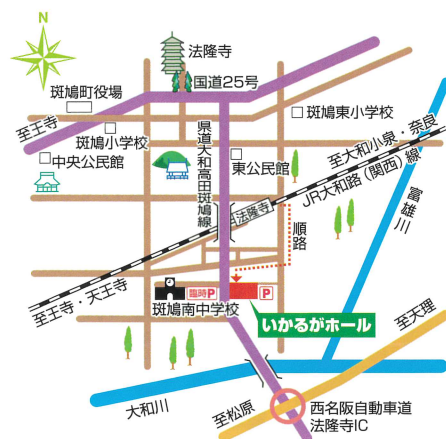 N
法隆寺
国道25号
斑鳩町役場
斑鳩東小学校
至王寺
斑鳩小学校
中央公民館
県道大和高田斑鳩線
東公民館
至大和小泉・奈良
JR大和路（関西）線
富雄川
法隆寺
順路
至王寺・天王寺
臨時P
P
斑鳩南中学校
いかるがホール
至天理
大和川
至松原
西名阪自動車道
法隆寺IC